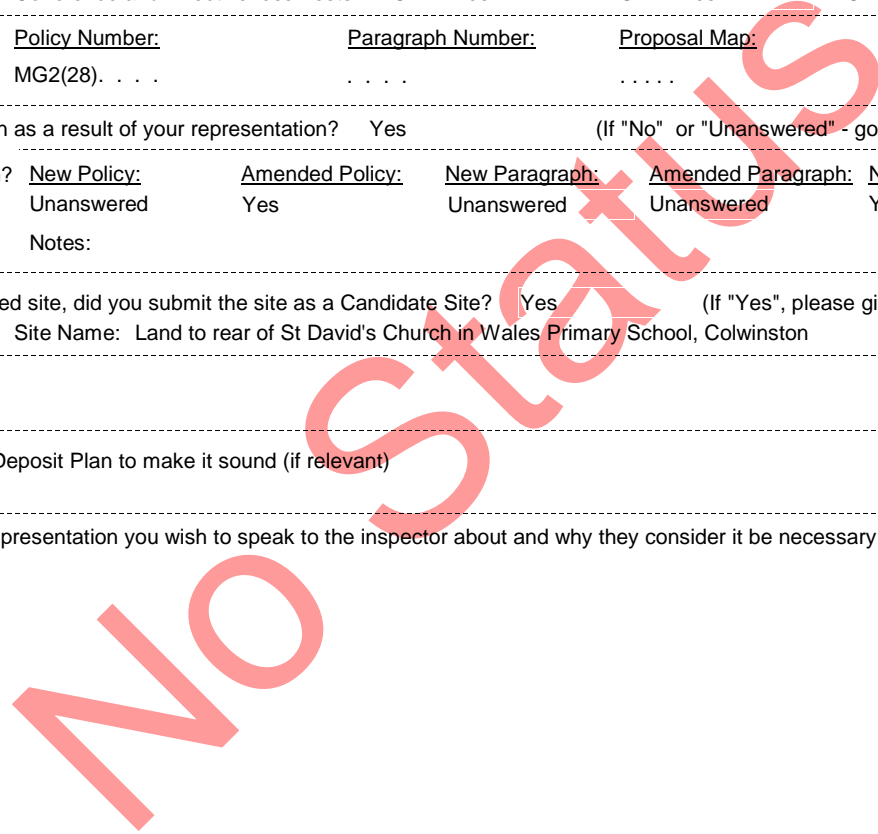 Policy Number: Paragraph Number: Proposal Map:
MG2(28). . . . . . . . . . . . .
n as a result of your representation? Yes (If "No" or "Unanswered" - go
? New Policy: Amended Policy: New Paragraph: Amended Paragraph: N
Unanswered Yes Unanswered Unanswered Y
Notes:
ed site, did you submit the site as a Candidate Site? Yes (If "Yes", please gi
Site Name: Land to rear of St David's Church in Wales Primary School, Colwinston
Deposit Plan to make it sound (if relevant)
presentation you wish to speak to the inspector about and why they consider it be necessary
No Status